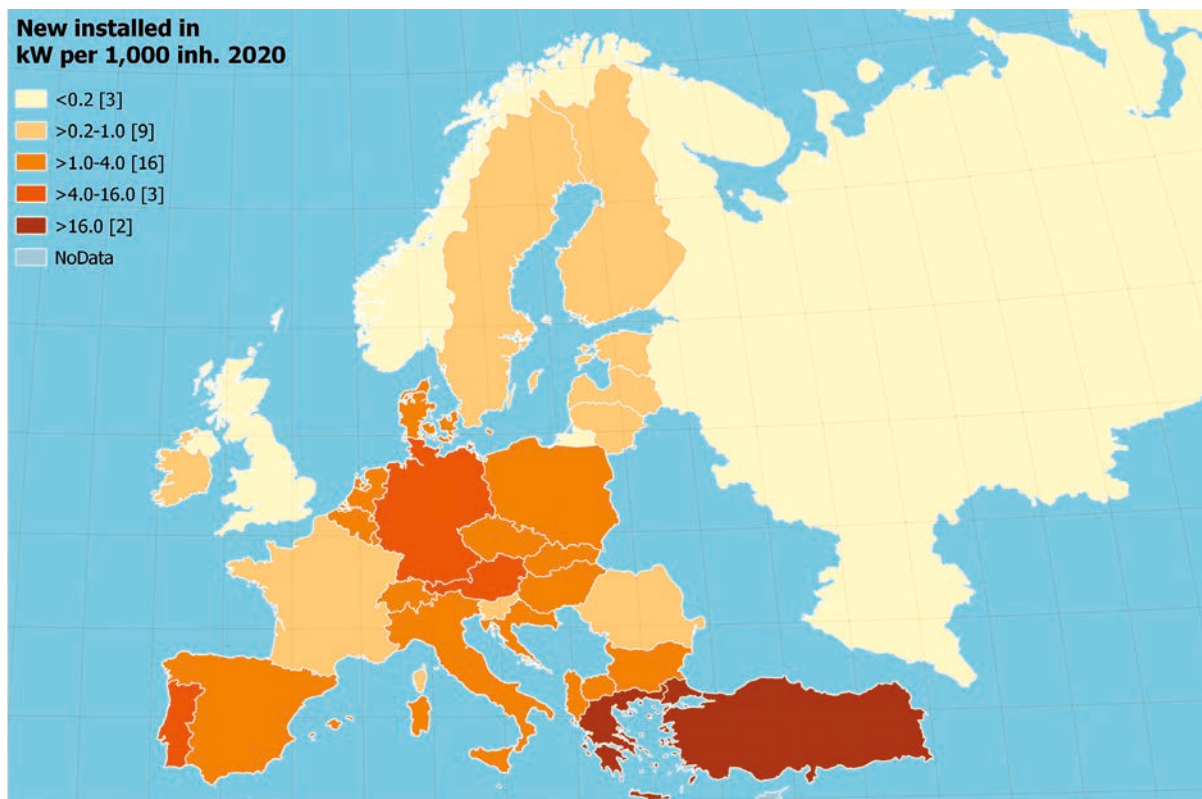 New installed in
kW per 1,000 inh. 2020
<0.2 [3]
>0.2-1.0 [9]
>1.0-4.0 [16]
>4.0-16.0 [3]
>16.0 [2]
NoData